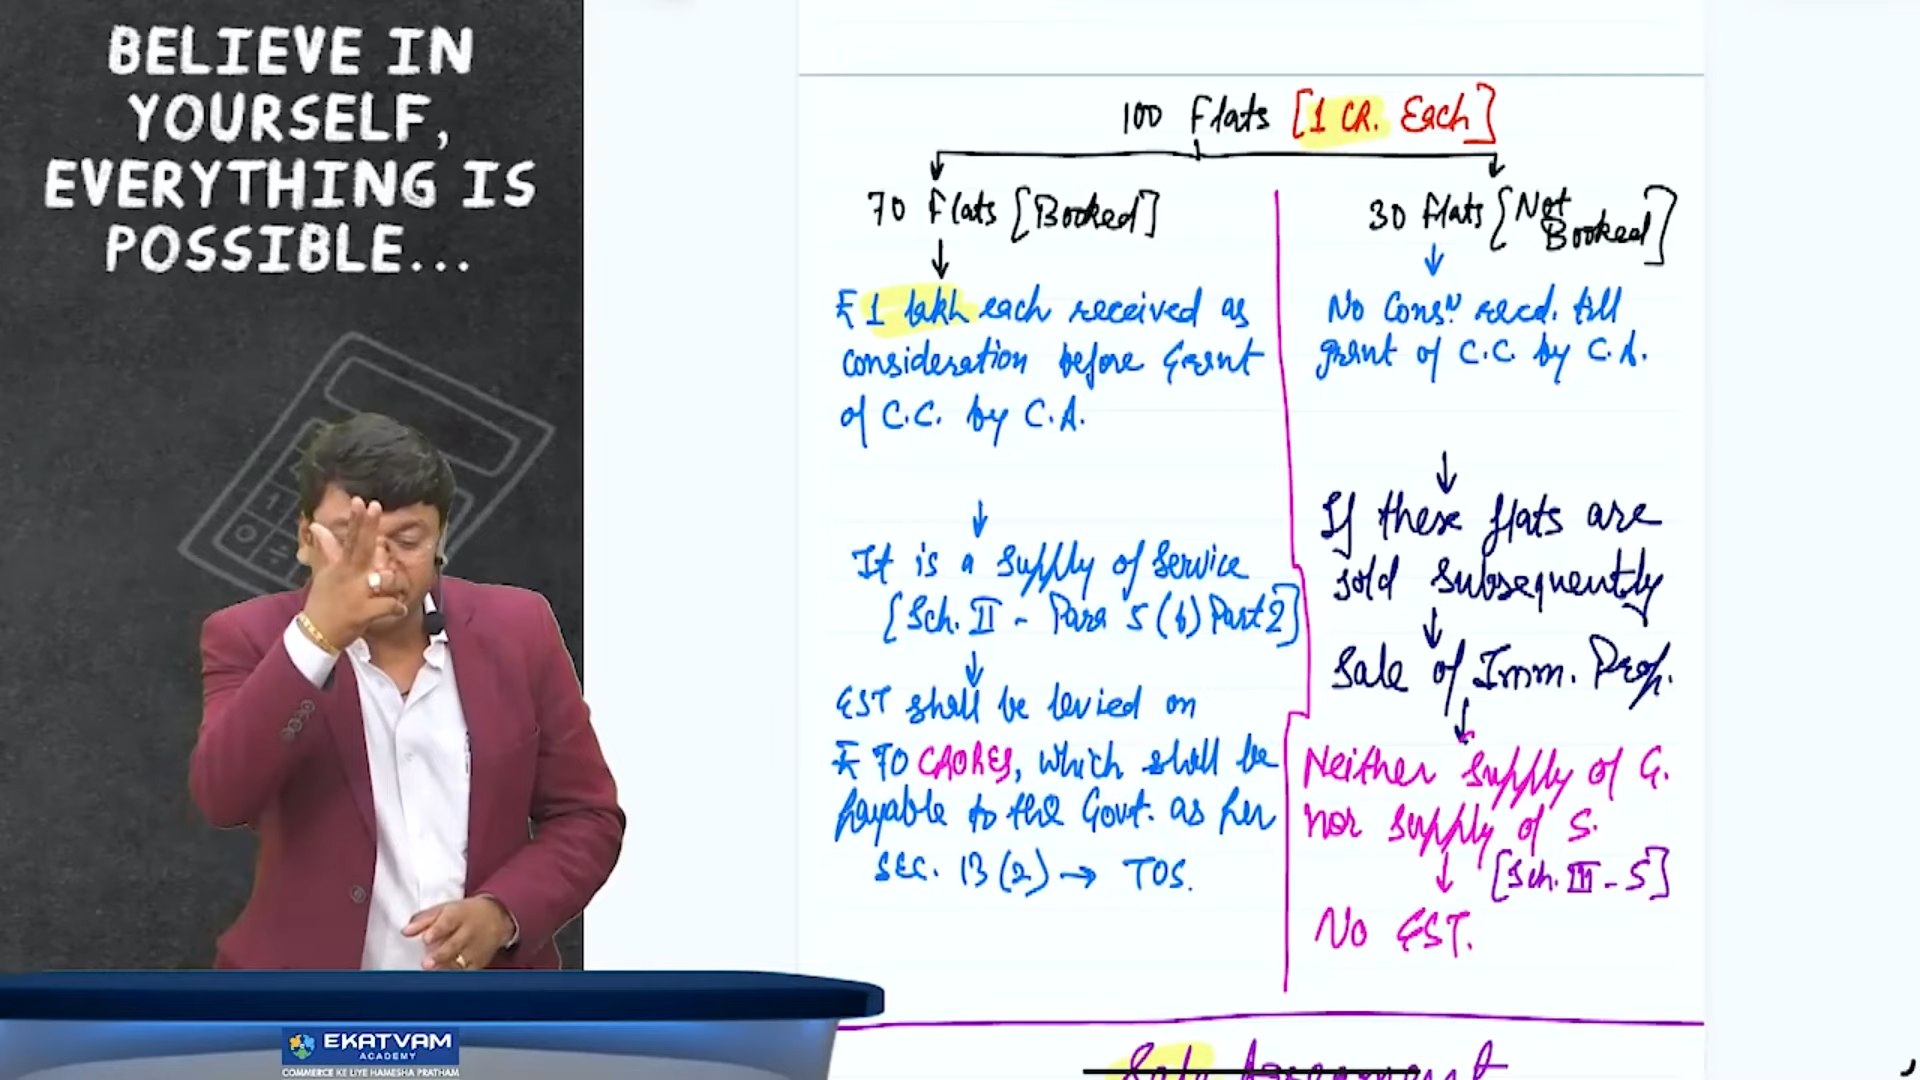 BELIEVE IN
YOURSELF,
EVERYTHING IS
POSSIBLE...
100 Flats [1 CR. Each]
70 Flats [Booked]
₹ 1 lakh each received as
consideration before Grant
of C.C. by C.A.
It is a Supply of Service
[Sch. II - Para 5 (b) Part 2]
GST shall be levied on
₹ 70 CRORES, which shall be
payable to the Govt. as per
SEC. 13 (2) → TOS.
30 flats [Not
Booked]
No Consⁿ. recd. till
grant of C.C. by C.A.
If these flats are
sold subsequently
Sale of Imm. Prop.
Neither Supply of G.
nor supply of S.
[Sch. III - 5]
No GST.
EKATVAM
ACADEMY
COMMERCE KE LIYE HAMESHA PRATHAM